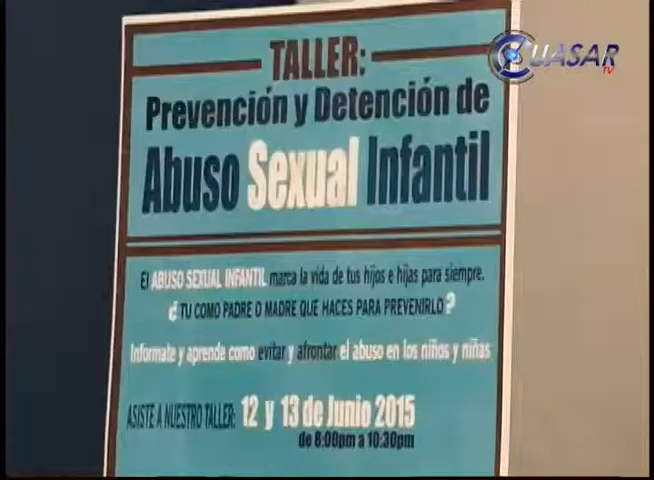 CUASAR TV
TALLER:
Prevención y Detención de
Abuso Sexual Infantil
El ABUSO SEXUAL INFANTIL marca la vida de tus hijos e hijas para siempre.
¿TU COMO PADRE O MADRE QUE HACES PARA PREVENIRLO?
Informate y aprende como evitar y afrontar el abuso en los niños y niñas
ASISTE A NUESTRO TALLER: 12 y 13 de Junio 2015
de 8:00pm a 10:30pm